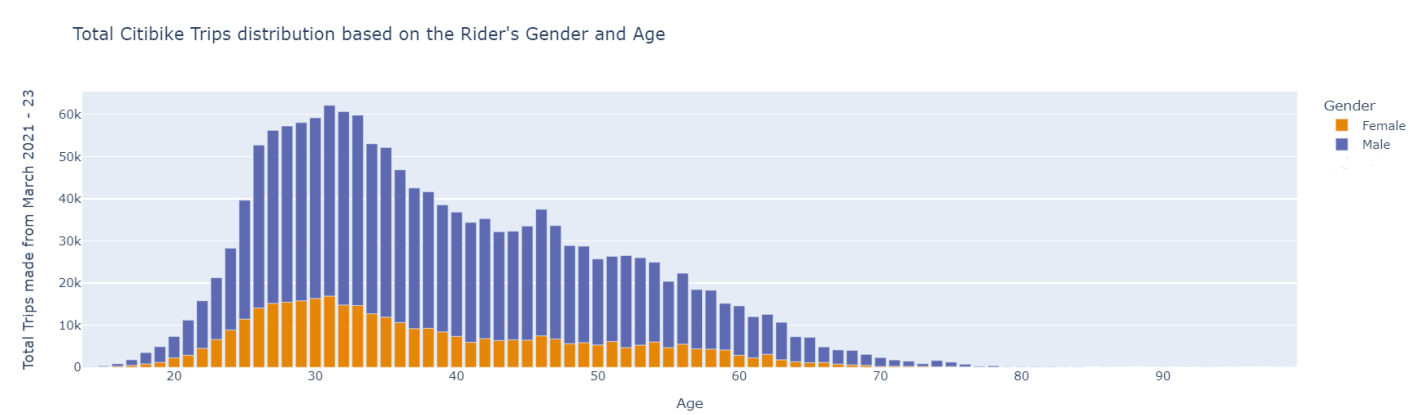 Total Citibike Trips distribution based on the Rider's Gender and Age
Total Trips made from March 2021 - 23
60k
50k
40k
30k
20k
10k
0
20 30 40 50 60 70 80 90
Age
Gender
Female
Male